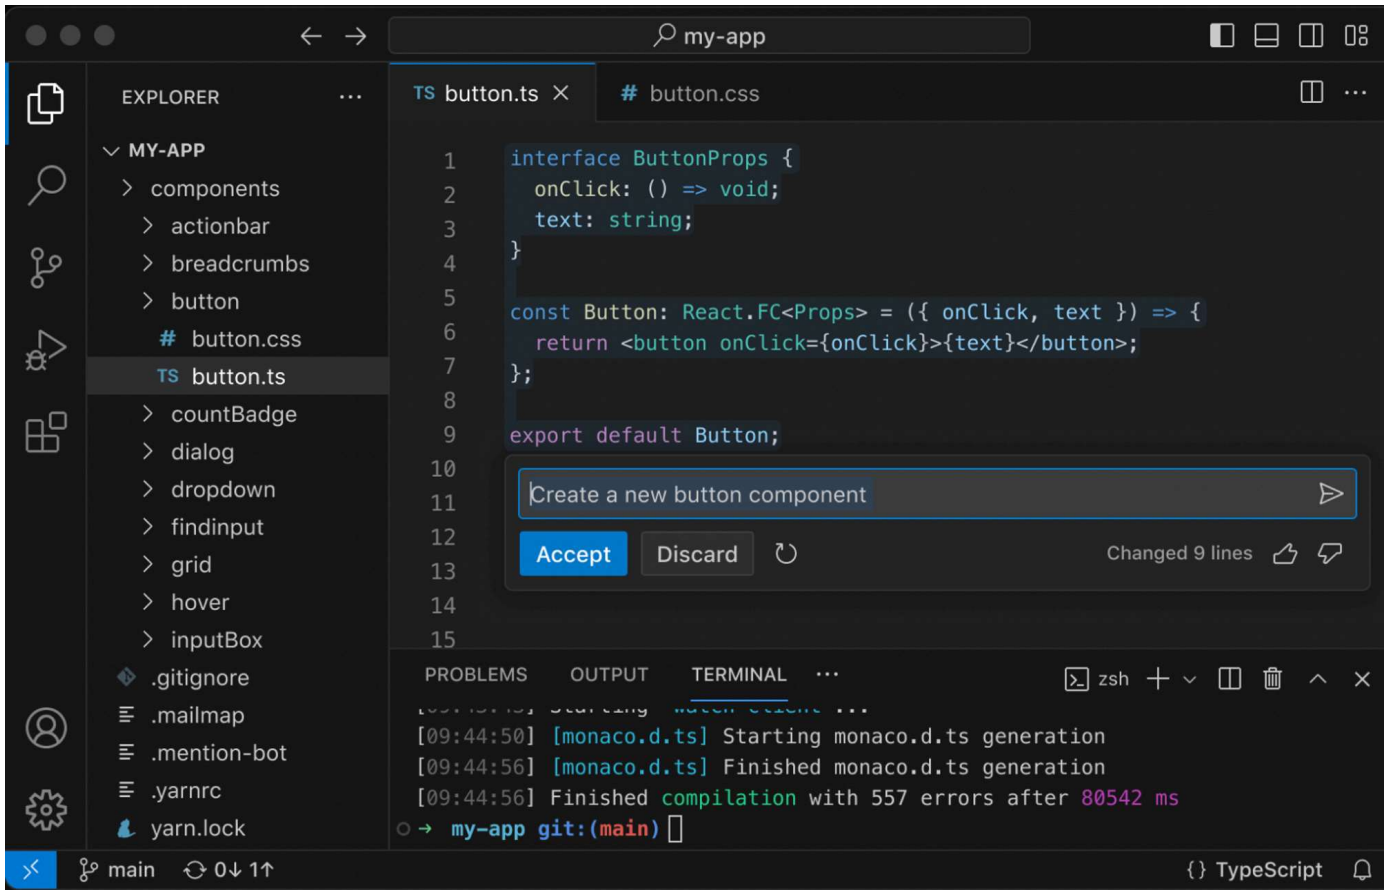 my-app
EXPLORER
TS button.ts
# button.css
MY-APP
components
actionbar
breadcrumbs
button
# button.css
TS button.ts
countBadge
dialog
dropdown
findinput
grid
hover
inputBox
.gitignore
.mailmap
.mention-bot
.yarnrc
yarn.lock
1 interface ButtonProps {
2 onClick: () => void;
3 text: string;
4 }
5
6 const Button: React.FC<Props> = ({ onClick, text }) => {
7 return <button onClick={onClick}>{text}</button>;
8 };
9
10 export default Button;
11
12
13
14
15
Create a new button component
Accept Discard Changed 9 lines
PROBLEMS OUTPUT TERMINAL ... zsh
Starting watch-client ...
[09:44:50] [monaco.d.ts] Starting monaco.d.ts generation
[09:44:56] [monaco.d.ts] Finished monaco.d.ts generation
[09:44:56] Finished compilation with 557 errors after 80542 ms
→ my-app git:(main)
main 0↓ 1↑ {} TypeScript